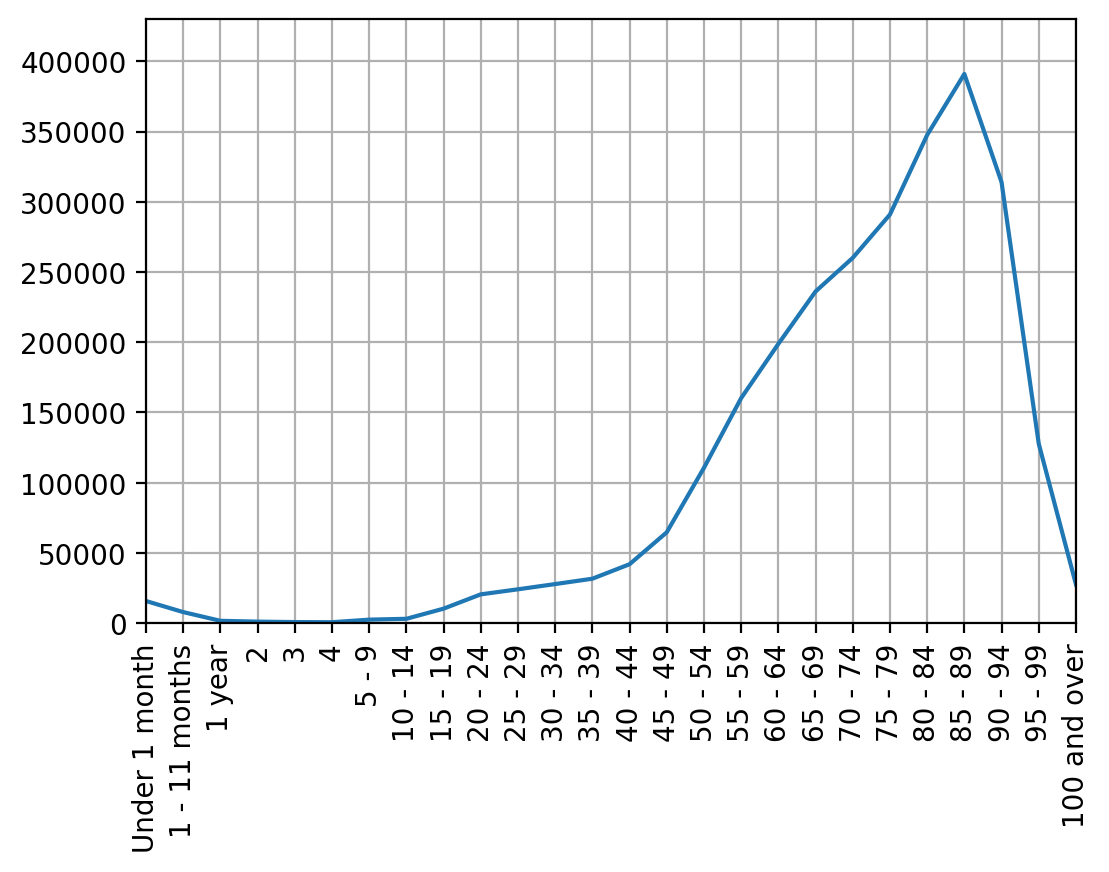 400000
350000
300000
250000
200000
150000
100000
50000
0
Under 1 month
1 - 11 months
1 year
2
3
4
5 - 9
10 - 14
15 - 19
20 - 24
25 - 29
30 - 34
35 - 39
40 - 44
45 - 49
50 - 54
55 - 59
60 - 64
65 - 69
70 - 74
75 - 79
80 - 84
85 - 89
90 - 94
95 - 99
100 and over